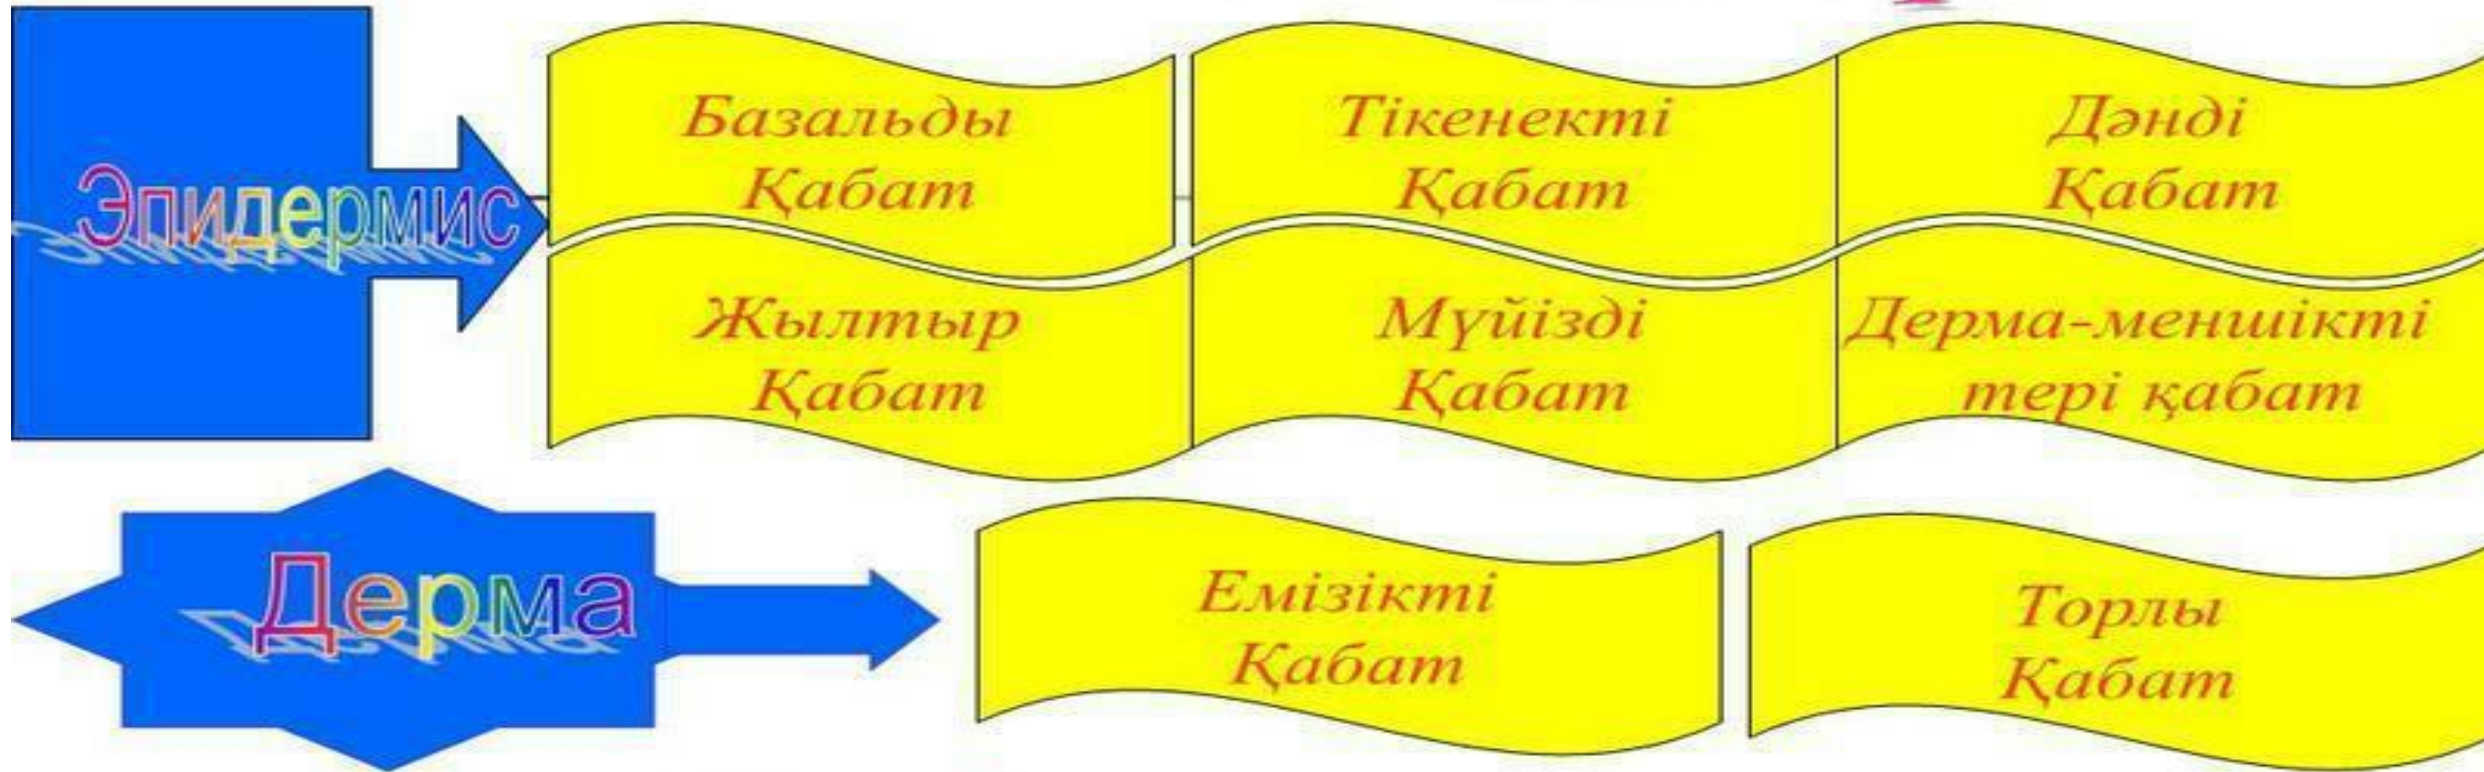 Эпидермис
Базальды
Қабат
Тікенекті
Қабат
Дәнді
Қабат
Жылтыр
Қабат
Мүйізді
Қабат
Дерма-меншікті
тері қабат
Дерма
Емізікті
Қабат
Торлы
Қабат